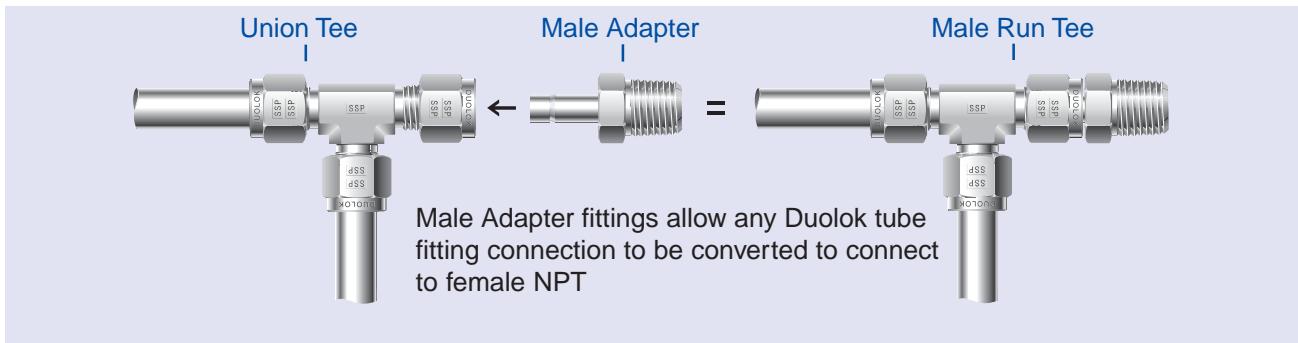 Union Tee
Male Adapter
Male Run Tee
DUOLOK
SSP
SSP
SSP
SSP
SSP
DUOLOK
SSP
SSP
DUOLOK
=
DUOLOK
SSP
SSP
SSP
SSP
SSP
DUOLOK
SSP
SSP
DUOLOK
Male Adapter fittings allow any Duolok tube
fitting connection to be converted to connect
to female NPT